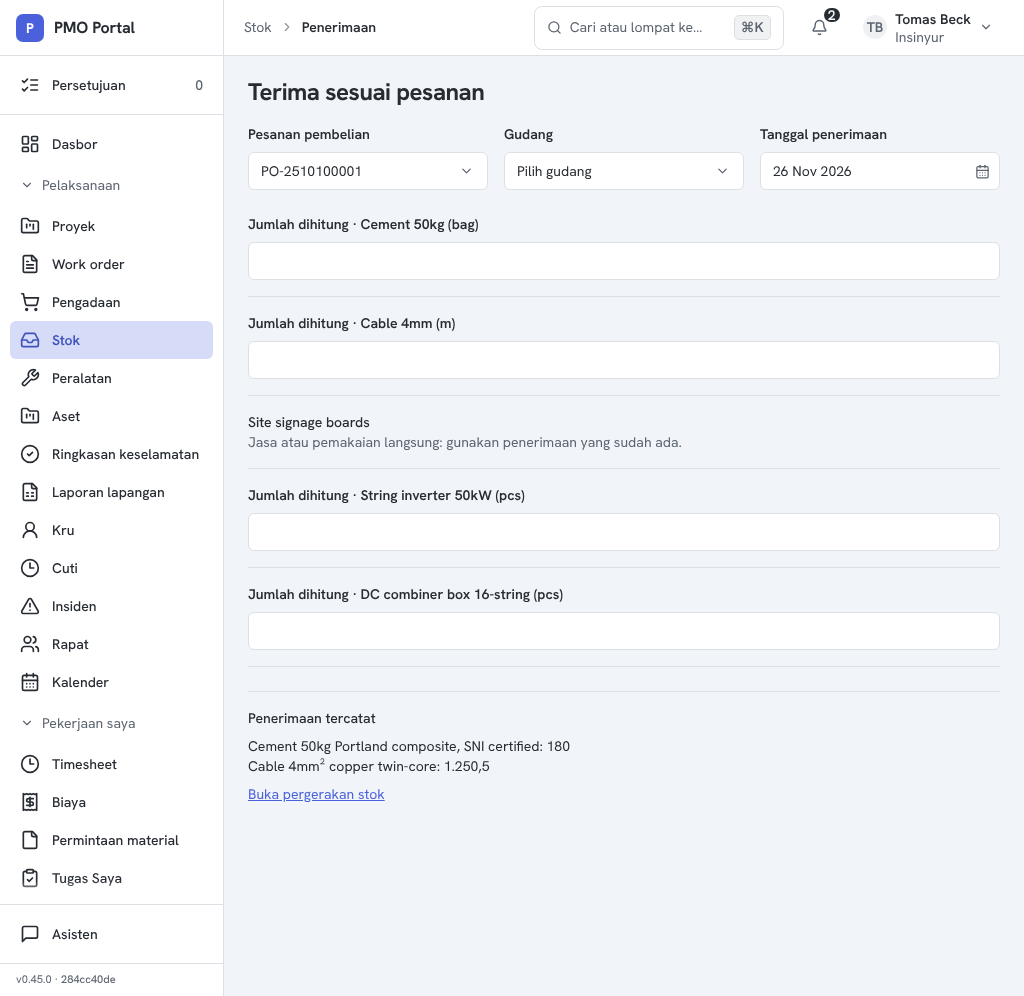 P PMO Portal
Stok > Penerimaan
Cari atau lompat ke...
⌘K
2
TB
Tomas Beck
Insinyur
Persetujuan 0
Dasbor
Pelaksanaan
Proyek
Work order
Pengadaan
Stok
Peralatan
Aset
Ringkasan keselamatan
Laporan lapangan
Kru
Cuti
Insiden
Rapat
Kalender
Pekerjaan saya
Timesheet
Biaya
Permintaan material
Tugas Saya
Asisten
v0.45.0 · 284cc40de
Terima sesuai pesanan
Pesanan pembelian
PO-2510100001
Gudang
Pilih gudang
Tanggal penerimaan
26 Nov 2026
Jumlah dihitung · Cement 50kg (bag)
Jumlah dihitung · Cable 4mm (m)
Site signage boards
Jasa atau pemakaian langsung: gunakan penerimaan yang sudah ada.
Jumlah dihitung · String inverter 50kW (pcs)
Jumlah dihitung · DC combiner box 16-string (pcs)
Penerimaan tercatat
Cement 50kg Portland composite, SNI certified: 180
Cable 4mm² copper twin-core: 1.250,5
Buka pergerakan stok